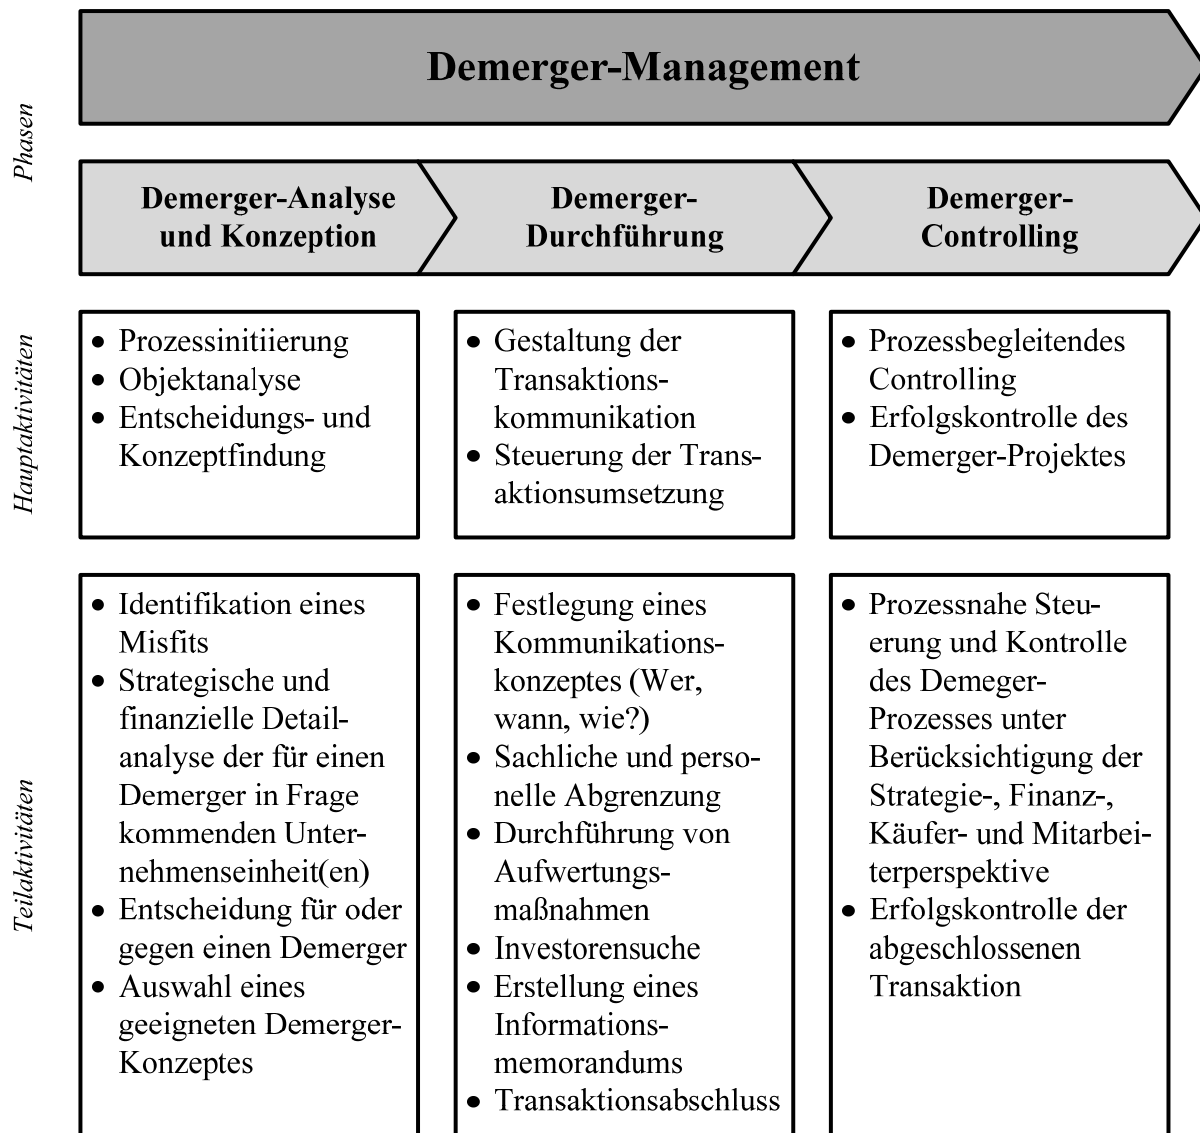 Demerger-Management
Phasen
Demerger-Analyse
und Konzeption
Demerger-
Durchführung
Demerger-
Controlling
Hauptaktivitäten
• Prozessinitiierung
• Objektanalyse
• Entscheidungs- und
Konzeptfindung
• Gestaltung der
Transaktions-
kommunikation
• Steuerung der Trans-
aktionsumsetzung
• Prozessbegleitendes
Controlling
• Erfolgskontrolle des
Demerger-Projektes
Teilaktivitäten
• Identifikation eines
Misfits
• Strategische und
finanzielle Detail-
analyse der für einen
Demerger in Frage
kommenden Unter-
nehmenseinheit(en)
• Entscheidung für oder
gegen einen Demerger
• Auswahl eines
geeigneten Demerger-
Konzeptes
• Festlegung eines
Kommunikations-
konzeptes (Wer,
wann, wie?)
• Sachliche und perso-
nelle Abgrenzung
• Durchführung von
Aufwertungs-
maßnahmen
• Investorensuche
• Erstellung eines
Informations-
memorandums
• Transaktionsabschluss
• Prozessnahe Steu-
erung und Kontrolle
des Demeger-
Prozesses unter
Berücksichtigung der
Strategie-, Finanz-,
Käufer- und Mitarbei-
terperspektive
• Erfolgskontrolle der
abgeschlossenen
Transaktion